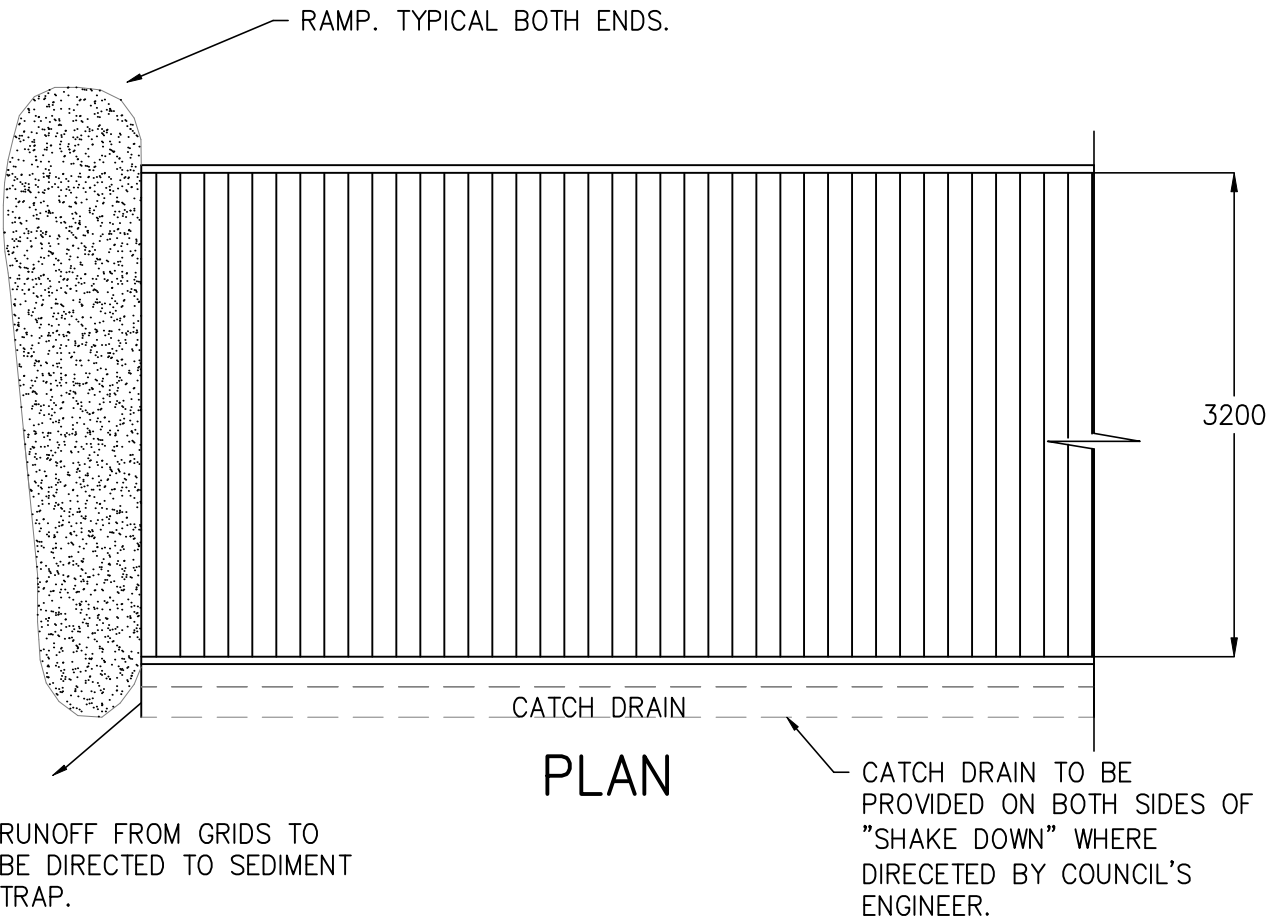 RAMP. TYPICAL BOTH ENDS.
3200
CATCH DRAIN
PLAN
CATCH DRAIN TO BE
PROVIDED ON BOTH SIDES OF
"SHAKE DOWN" WHERE
DIRECETED BY COUNCIL'S
ENGINEER.
RUNOFF FROM GRIDS TO
BE DIRECTED TO SEDIMENT
TRAP.